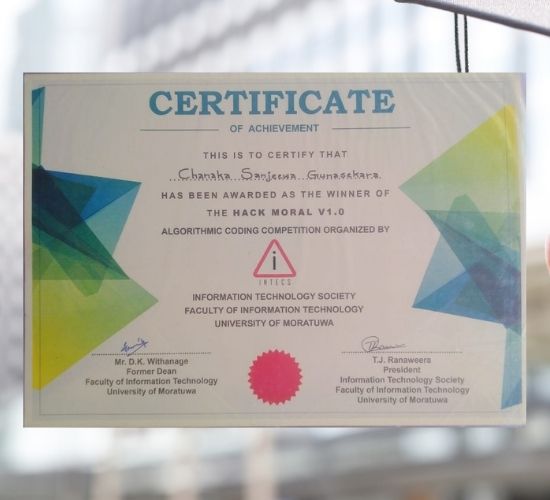 CERTIFICATE
OF ACHIEVEMENT
THIS IS TO CERTIFY THAT
Chanaka Sanjeewa Gunasekara
HAS BEEN AWARDED AS THE WINNER OF
THE HACK MORAL V1.0
ALGORITHMIC CODING COMPETITION ORGANIZED BY
i
INTECS
INFORMATION TECHNOLOGY SOCIETY
FACULTY OF INFORMATION TECHNOLOGY
UNIVERSITY OF MORATUWA
Mr. D.K. Withanage
Former Dean
Faculty of Information Technology
University of Moratuwa
T.J. Ranaweera
President
Information Technology Society
Faculty of Information Technology
University of Moratuwa